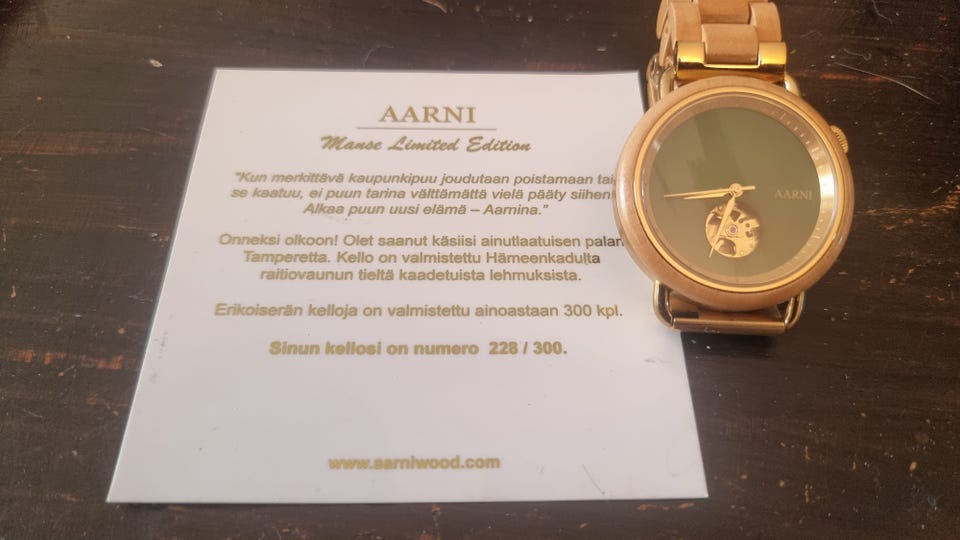 AARNI
Manse Limited Edition
"Kun merkittävä kaupunkipuu joudutaan poistamaan tai
se kaatuu, ei puun tarina välttämättä vielä pääty siihen
Alkaa puun uusi elämä – Aarnina."
Onneksi olkoon! Olet saanut käsiisi ainutlaatuisen palan
Tamperetta. Kello on valmistettu Hämeenkadulta
raitiovaunun tieltä kaadetuista lehmuksista.
Erikoiserän kelloja on valmistettu ainoastaan 300 kpl.
Sinun kellosi on numero 228 / 300.
www.aarniwood.com
AARNI